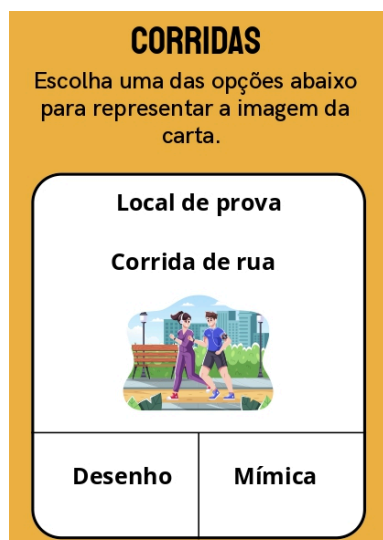 CORRIDAS
Escolha uma das opções abaixo
para representar a imagem da
carta.
Local de prova
Corrida de rua
Desenho
Mímica